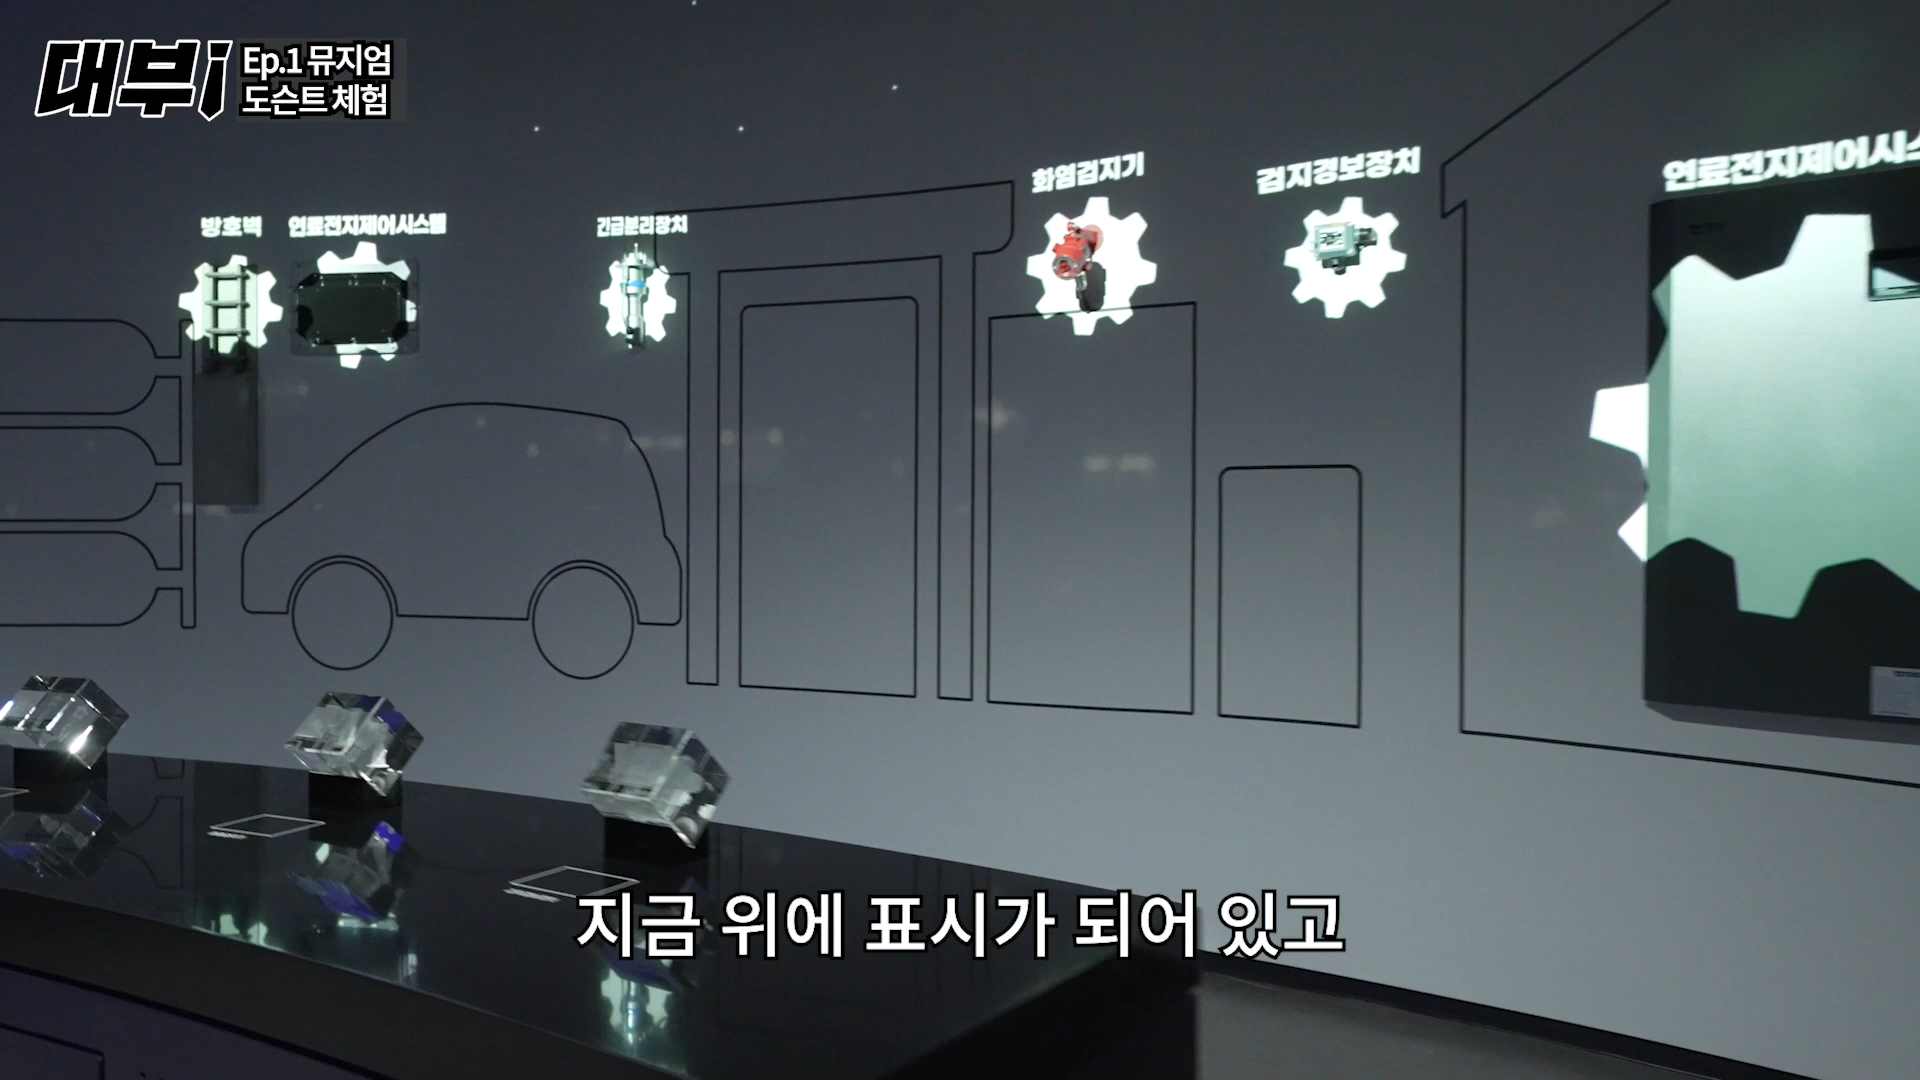 대부i
Ep.1 뮤지엄
도슨트 체험
방호벽
연료전지제어시스템
긴급분리장치
화염검지기
검지경보장치
연료전지제어시스
지금 위에 표시가 되어 있고